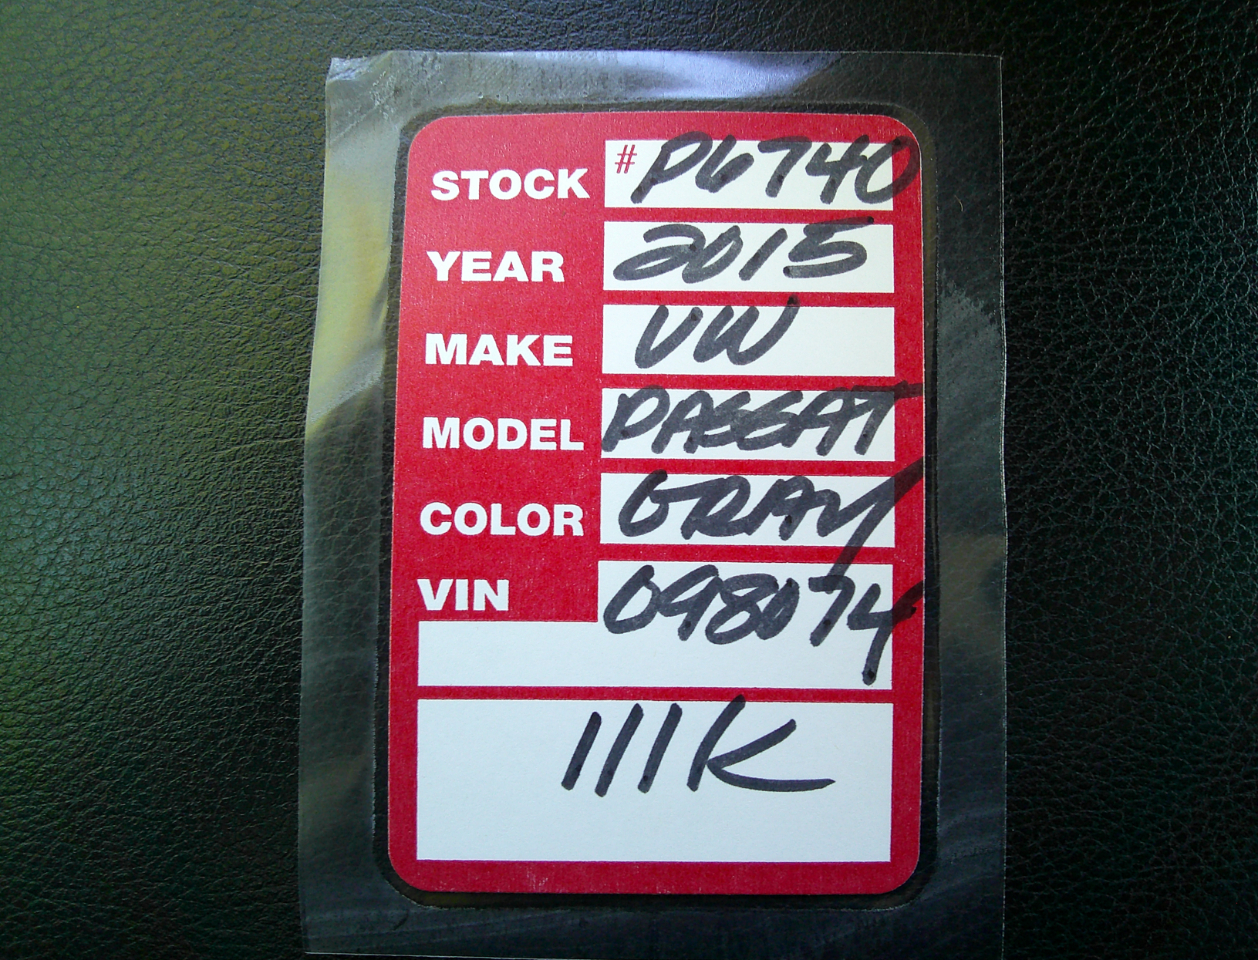 STOCK # P6740
YEAR 2015
MAKE VW
MODEL PASSAT
COLOR GRAY
VIN 098074
111K